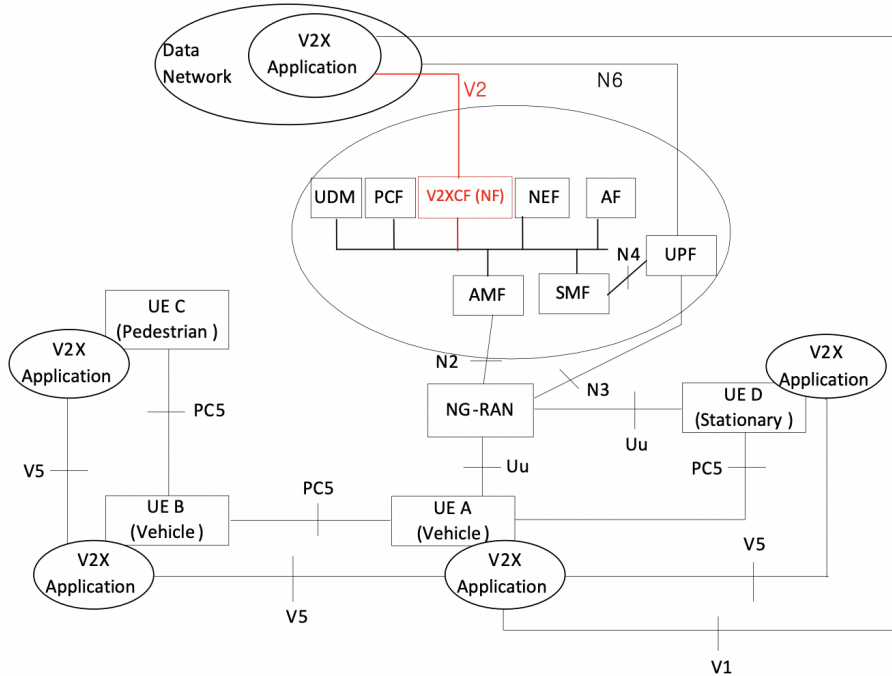 V2X
Application
Data
Network
V2
N6
UDM
PCF
V2XCF (NF)
NEF
AF
N4
UPF
AMF
SMF
UE C
(Pedestrian )
V2X
Application
N2
N3
V2X
Application
NG-RAN
UE D
(Stationary )
PC5
Uu
V5
Uu
PC5
PC5
UE B
(Vehicle )
UE A
(Vehicle )
V2X
Application
V2X
Application
V5
V5
V1